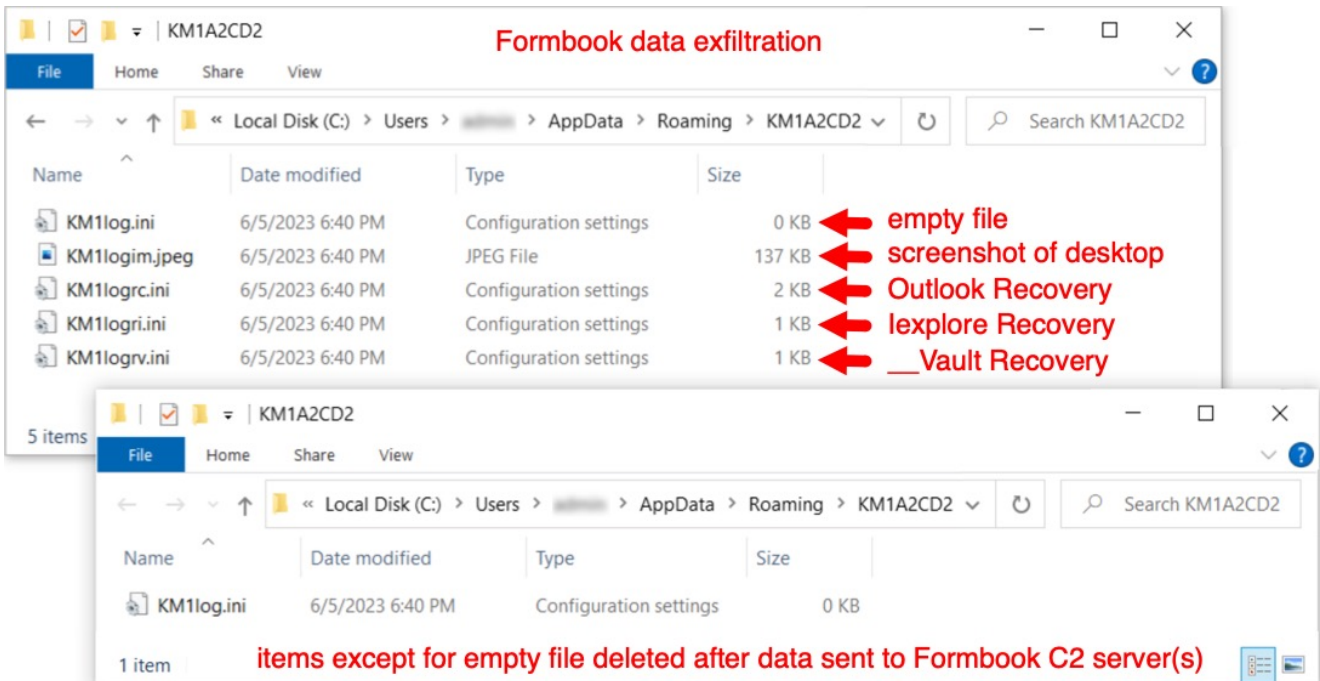 KM1A2CD2
Formbook data exfiltration
File Home Share View
« Local Disk (C:) > Users > > AppData > Roaming > KM1A2CD2 Search KM1A2CD2
Name Date modified Type Size
KM1log.ini 6/5/2023 6:40 PM Configuration settings 0 KB empty file
KM1logim.jpeg 6/5/2023 6:40 PM JPEG File 137 KB screenshot of desktop
KM1logrc.ini 6/5/2023 6:40 PM Configuration settings 2 KB Outlook Recovery
KM1logri.ini 6/5/2023 6:40 PM Configuration settings 1 KB Iexplore Recovery
KM1logrv.ini 6/5/2023 6:40 PM Configuration settings 1 KB __Vault Recovery
5 items
KM1A2CD2
File Home Share View
« Local Disk (C:) > Users > > AppData > Roaming > KM1A2CD2 Search KM1A2CD2
Name Date modified Type Size
KM1log.ini 6/5/2023 6:40 PM Configuration settings 0 KB
1 item
items except for empty file deleted after data sent to Formbook C2 server(s)